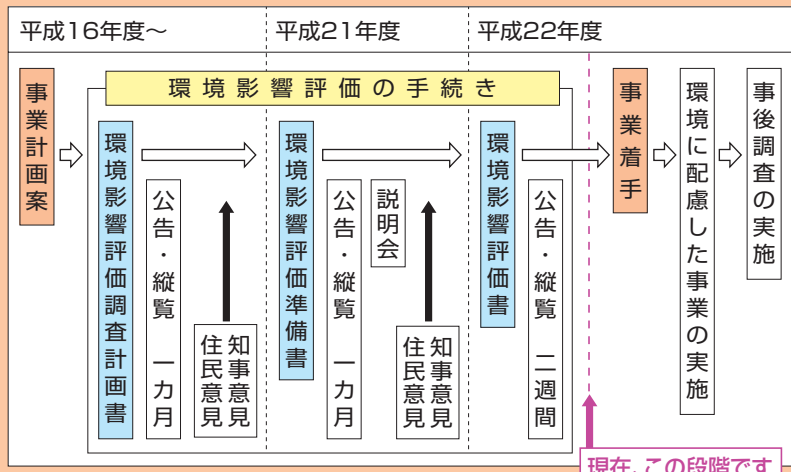 平成16年度～
平成21年度
平成22年度
環境影響評価の手続き
事業計画案
環境影響評価調査計画書
公告・縦覧　一カ月
知事意見
住民意見
環境影響評価準備書
公告・縦覧　一カ月
説明会
知事意見
住民意見
環境影響評価書
公告・縦覧　二週間
事業着手
環境に配慮した事業の実施
事後調査の実施
現在、この段階です